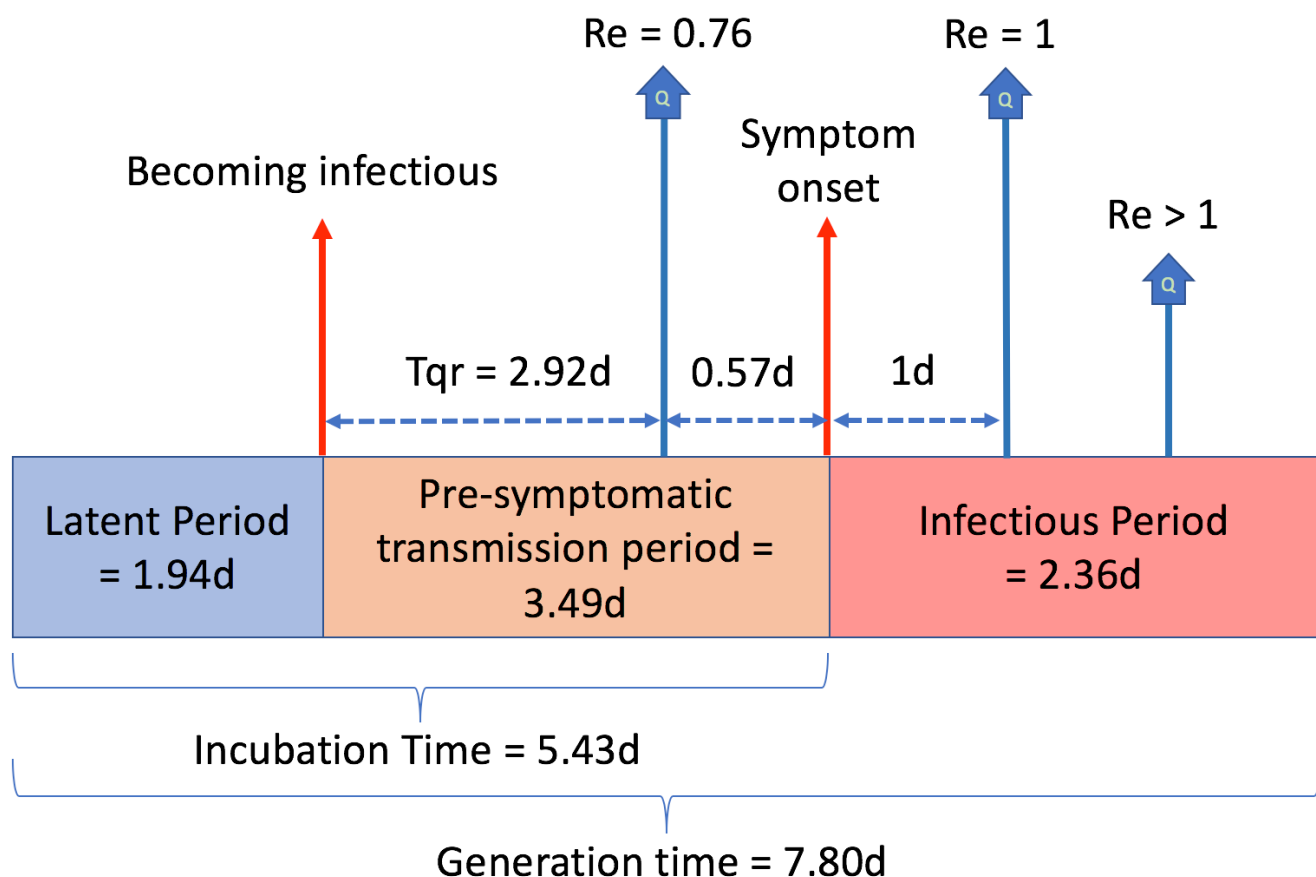 Re = 0.76
Re = 1
Q
Q
Symptom
onset
Becoming infectious
Re > 1
Q
Tqr = 2.92d
0.57d
1d
Latent Period
= 1.94d
Pre-symptomatic
transmission period =
3.49d
Infectious Period
= 2.36d
Incubation Time = 5.43d
Generation time = 7.80d